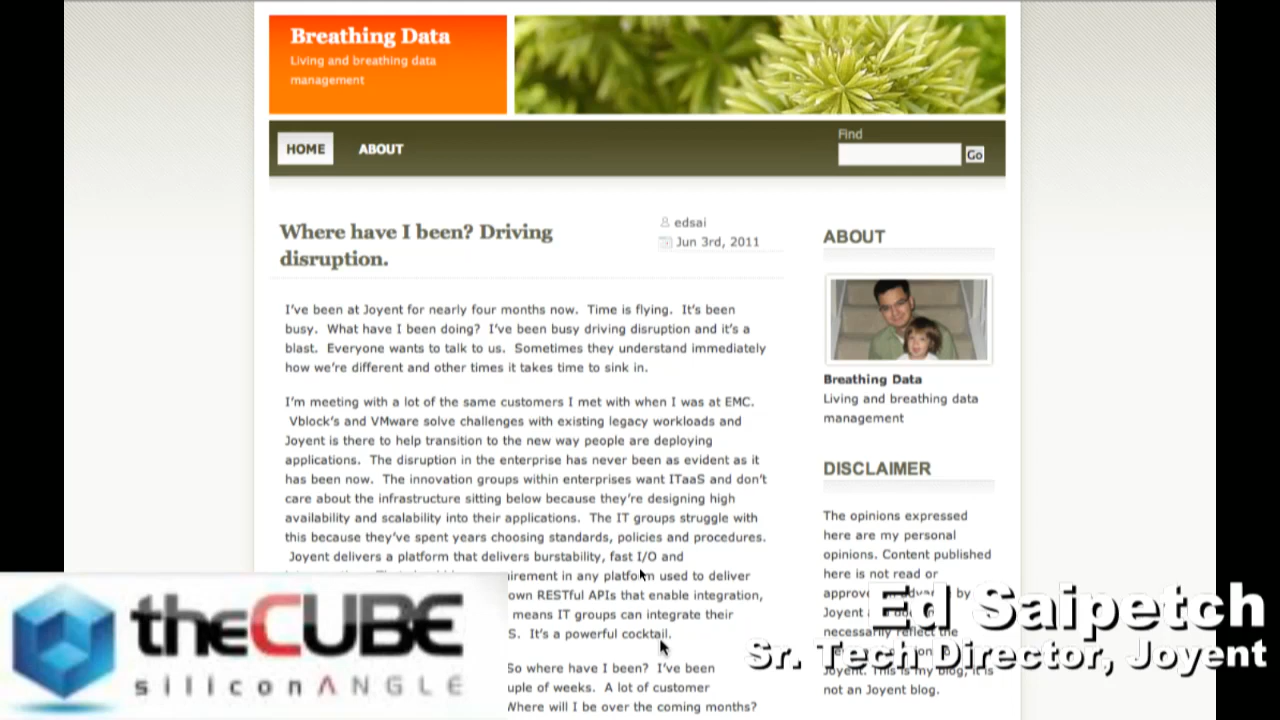 Breathing Data
Living and breathing data
management
HOME
ABOUT
Find
Go
Where have I been? Driving
disruption.
edsai
Jun 3rd, 2011
I've been at Joyent for nearly four months now. Time is flying. It's been
busy. What have I been doing? I've been busy driving disruption and it's a
blast. Everyone wants to talk to us. Sometimes they understand immediately
how we're different and other times it takes time to sink in.
I'm meeting with a lot of the same customers I met with when I was at EMC.
Vblock's and VMware solve challenges with existing legacy workloads and
Joyent is there to help transition to the new way people are deploying
applications. The disruption in the enterprise has never been as evident as it
has been now. The innovation groups within enterprises want ITaaS and don't
care about the infrastructure sitting below because they're designing high
availability and scalability into their applications. The IT groups struggle with
this because they've spent years choosing standards, policies and procedures.
Joyent delivers a platform that delivers burstability, fast I/O and
in any platform used to deliver
own RESTful APIs that enable integration,
means IT groups can integrate their
It's a powerful cocktail.
So where have I been? I've been
of weeks. A lot of customer
Where will I be over the coming months?
ABOUT
Breathing Data
Living and breathing data
management
DISCLAIMER
The opinions expressed
here are my personal
opinions. Content published
here is not read or
by
Joyent
necessarily reflect the
Joyent. This is my blog, it is
not an Joyent blog.
theCUBE
siliconANGLE
Ed Saipetch
Sr. Tech Director, Joyent